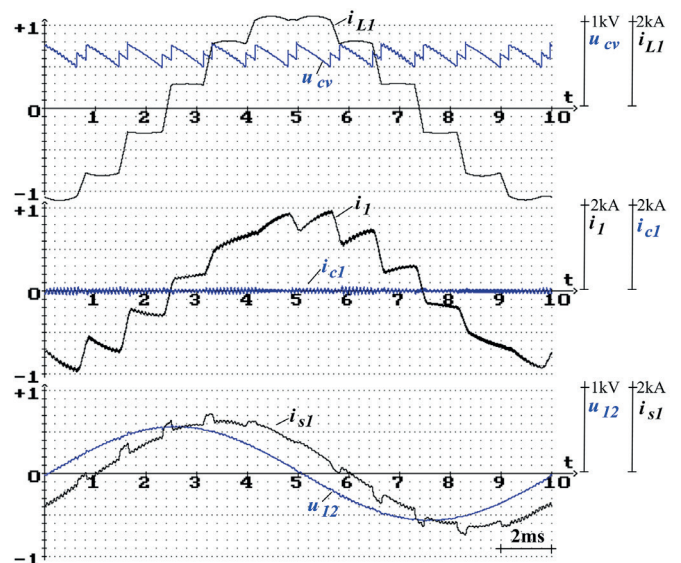 +1
i L1
u cv
0
1 2 3 4 5 6 7 8 9 10
t
-1
1kV 2kA
u cv i L1
+1
i 1
i c1
0
1 2 3 4 5 6 7 8 9 10
t
-1
2kA 2kA
i 1 i c1
+1
i s1
u 12
0
1 2 3 4 5 6 7 8 9 10
t
-1
2ms
1kV 2kA
u 12 i s1